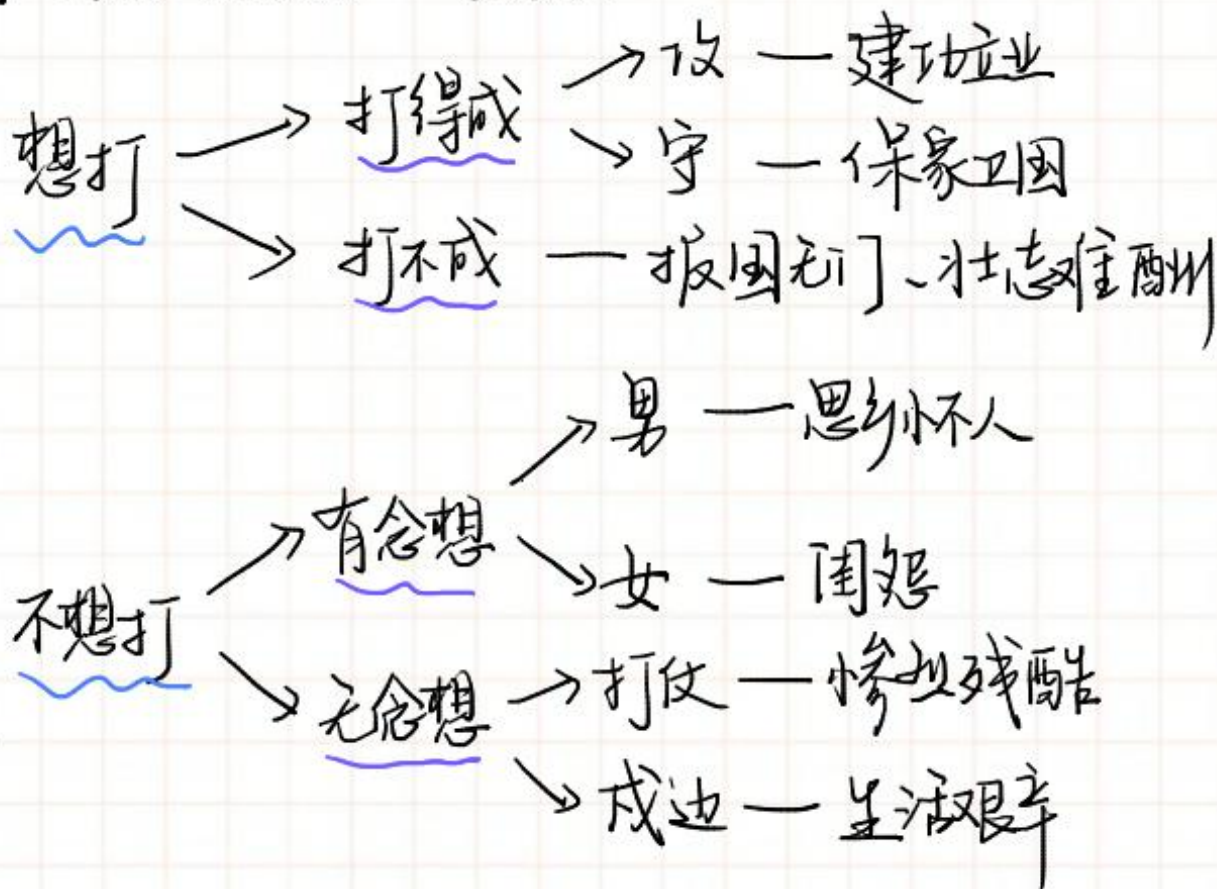 攻 — 建功立业
打得成
想打
守 — 保家卫国
打不成 — 报国无门、壮志难酬
男 — 思乡怀人
有念想
女 — 闺怨
不想打
无念想
打仗 — 惨烈残酷
戍边 — 生活艰辛